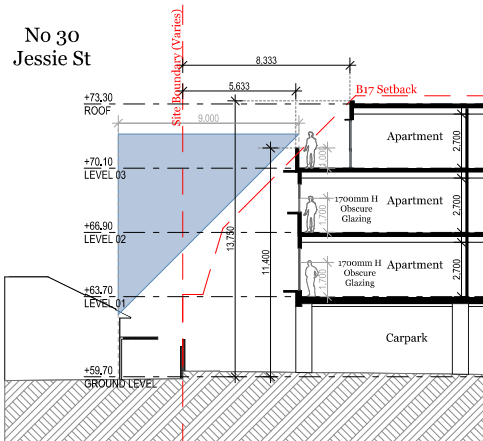 No 30
Jessie St
Site Boundary (Varies)
8,333
5,633
B17 Setback
+73.30
ROOF
9,000
Apartment
2,700
1,001
+70.10
LEVEL 03
1700mm H
Obscure
Glazing
1,700
Apartment
2,700
+66.90
LEVEL 02
13,750
11,400
1700mm H
Obscure
Glazing
1,700
Apartment
2,700
+63.70
LEVEL 01
Carpark
+59.70
GROUND LEVEL